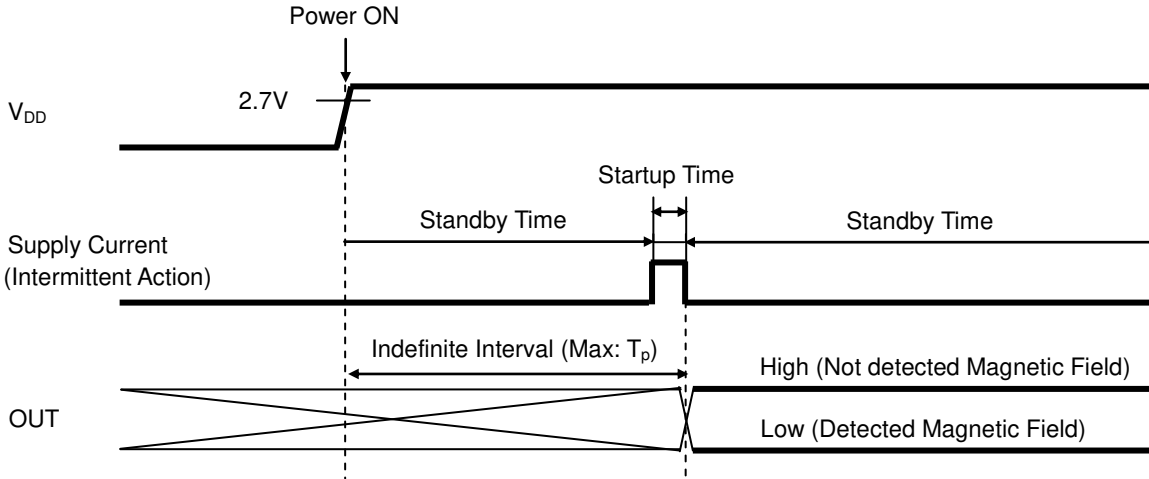 Power ON
2.7V
VDD
Startup Time
Standby Time
Standby Time
Supply Current
(Intermittent Action)
Indefinite Interval (Max: Tp)
High (Not detected Magnetic Field)
OUT
Low (Detected Magnetic Field)